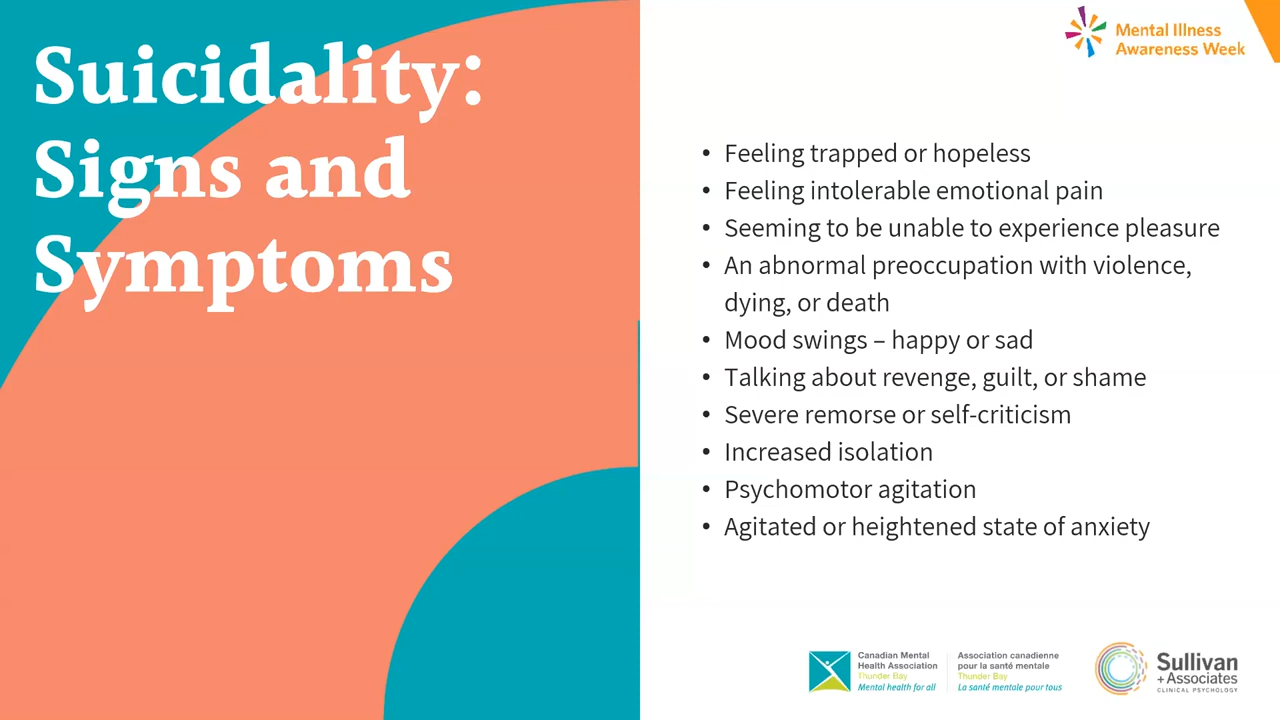 Suicidality:
Signs and
Symptoms
Mental Illness
Awareness Week
• Feeling trapped or hopeless
• Feeling intolerable emotional pain
• Seeming to be unable to experience pleasure
• An abnormal preoccupation with violence,
dying, or death
• Mood swings – happy or sad
• Talking about revenge, guilt, or shame
• Severe remorse or self-criticism
• Increased isolation
• Psychomotor agitation
• Agitated or heightened state of anxiety
Canadian Mental
Health Association
Thunder Bay
Mental health for all
Association canadienne
pour la santé mentale
Thunder Bay
La santé mentale pour tous
Sullivan
+Associates
CLINICAL PSYCHOLOGY